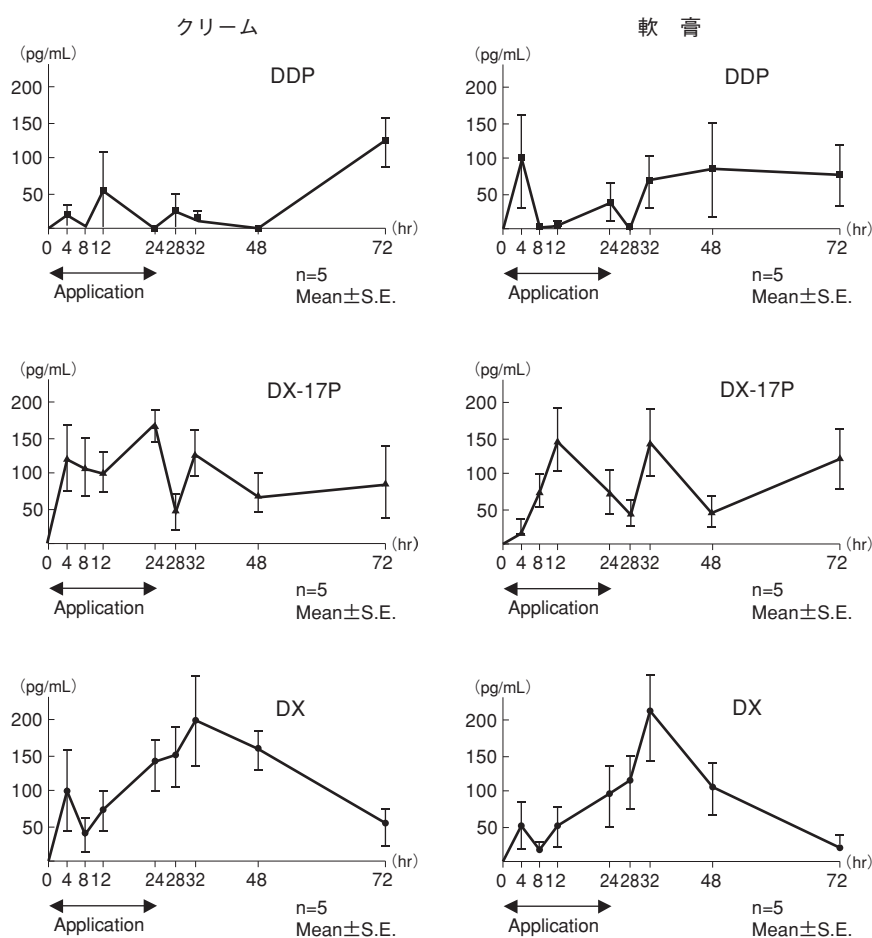 クリーム
(pg/mL)
DDP
200
150
100
50
(hr)
0 4 8 12 24 28 32 48 72
Application
n=5
Mean±S.E.
軟 膏
(pg/mL)
DDP
200
150
100
50
(hr)
0 4 8 12 24 28 32 48 72
Application
n=5
Mean±S.E.
(pg/mL)
DX-17P
200
150
100
50
(hr)
0 4 8 12 24 28 32 48 72
Application
n=5
Mean±S.E.
(pg/mL)
DX-17P
200
150
100
50
(hr)
0 4 8 12 24 28 32 48 72
Application
n=5
Mean±S.E.
(pg/mL)
DX
200
150
100
50
(hr)
0 4 8 12 24 28 32 48 72
Application
n=5
Mean±S.E.
(pg/mL)
DX
200
150
100
50
(hr)
0 4 8 12 24 28 32 48 72
Application
n=5
Mean±S.E.